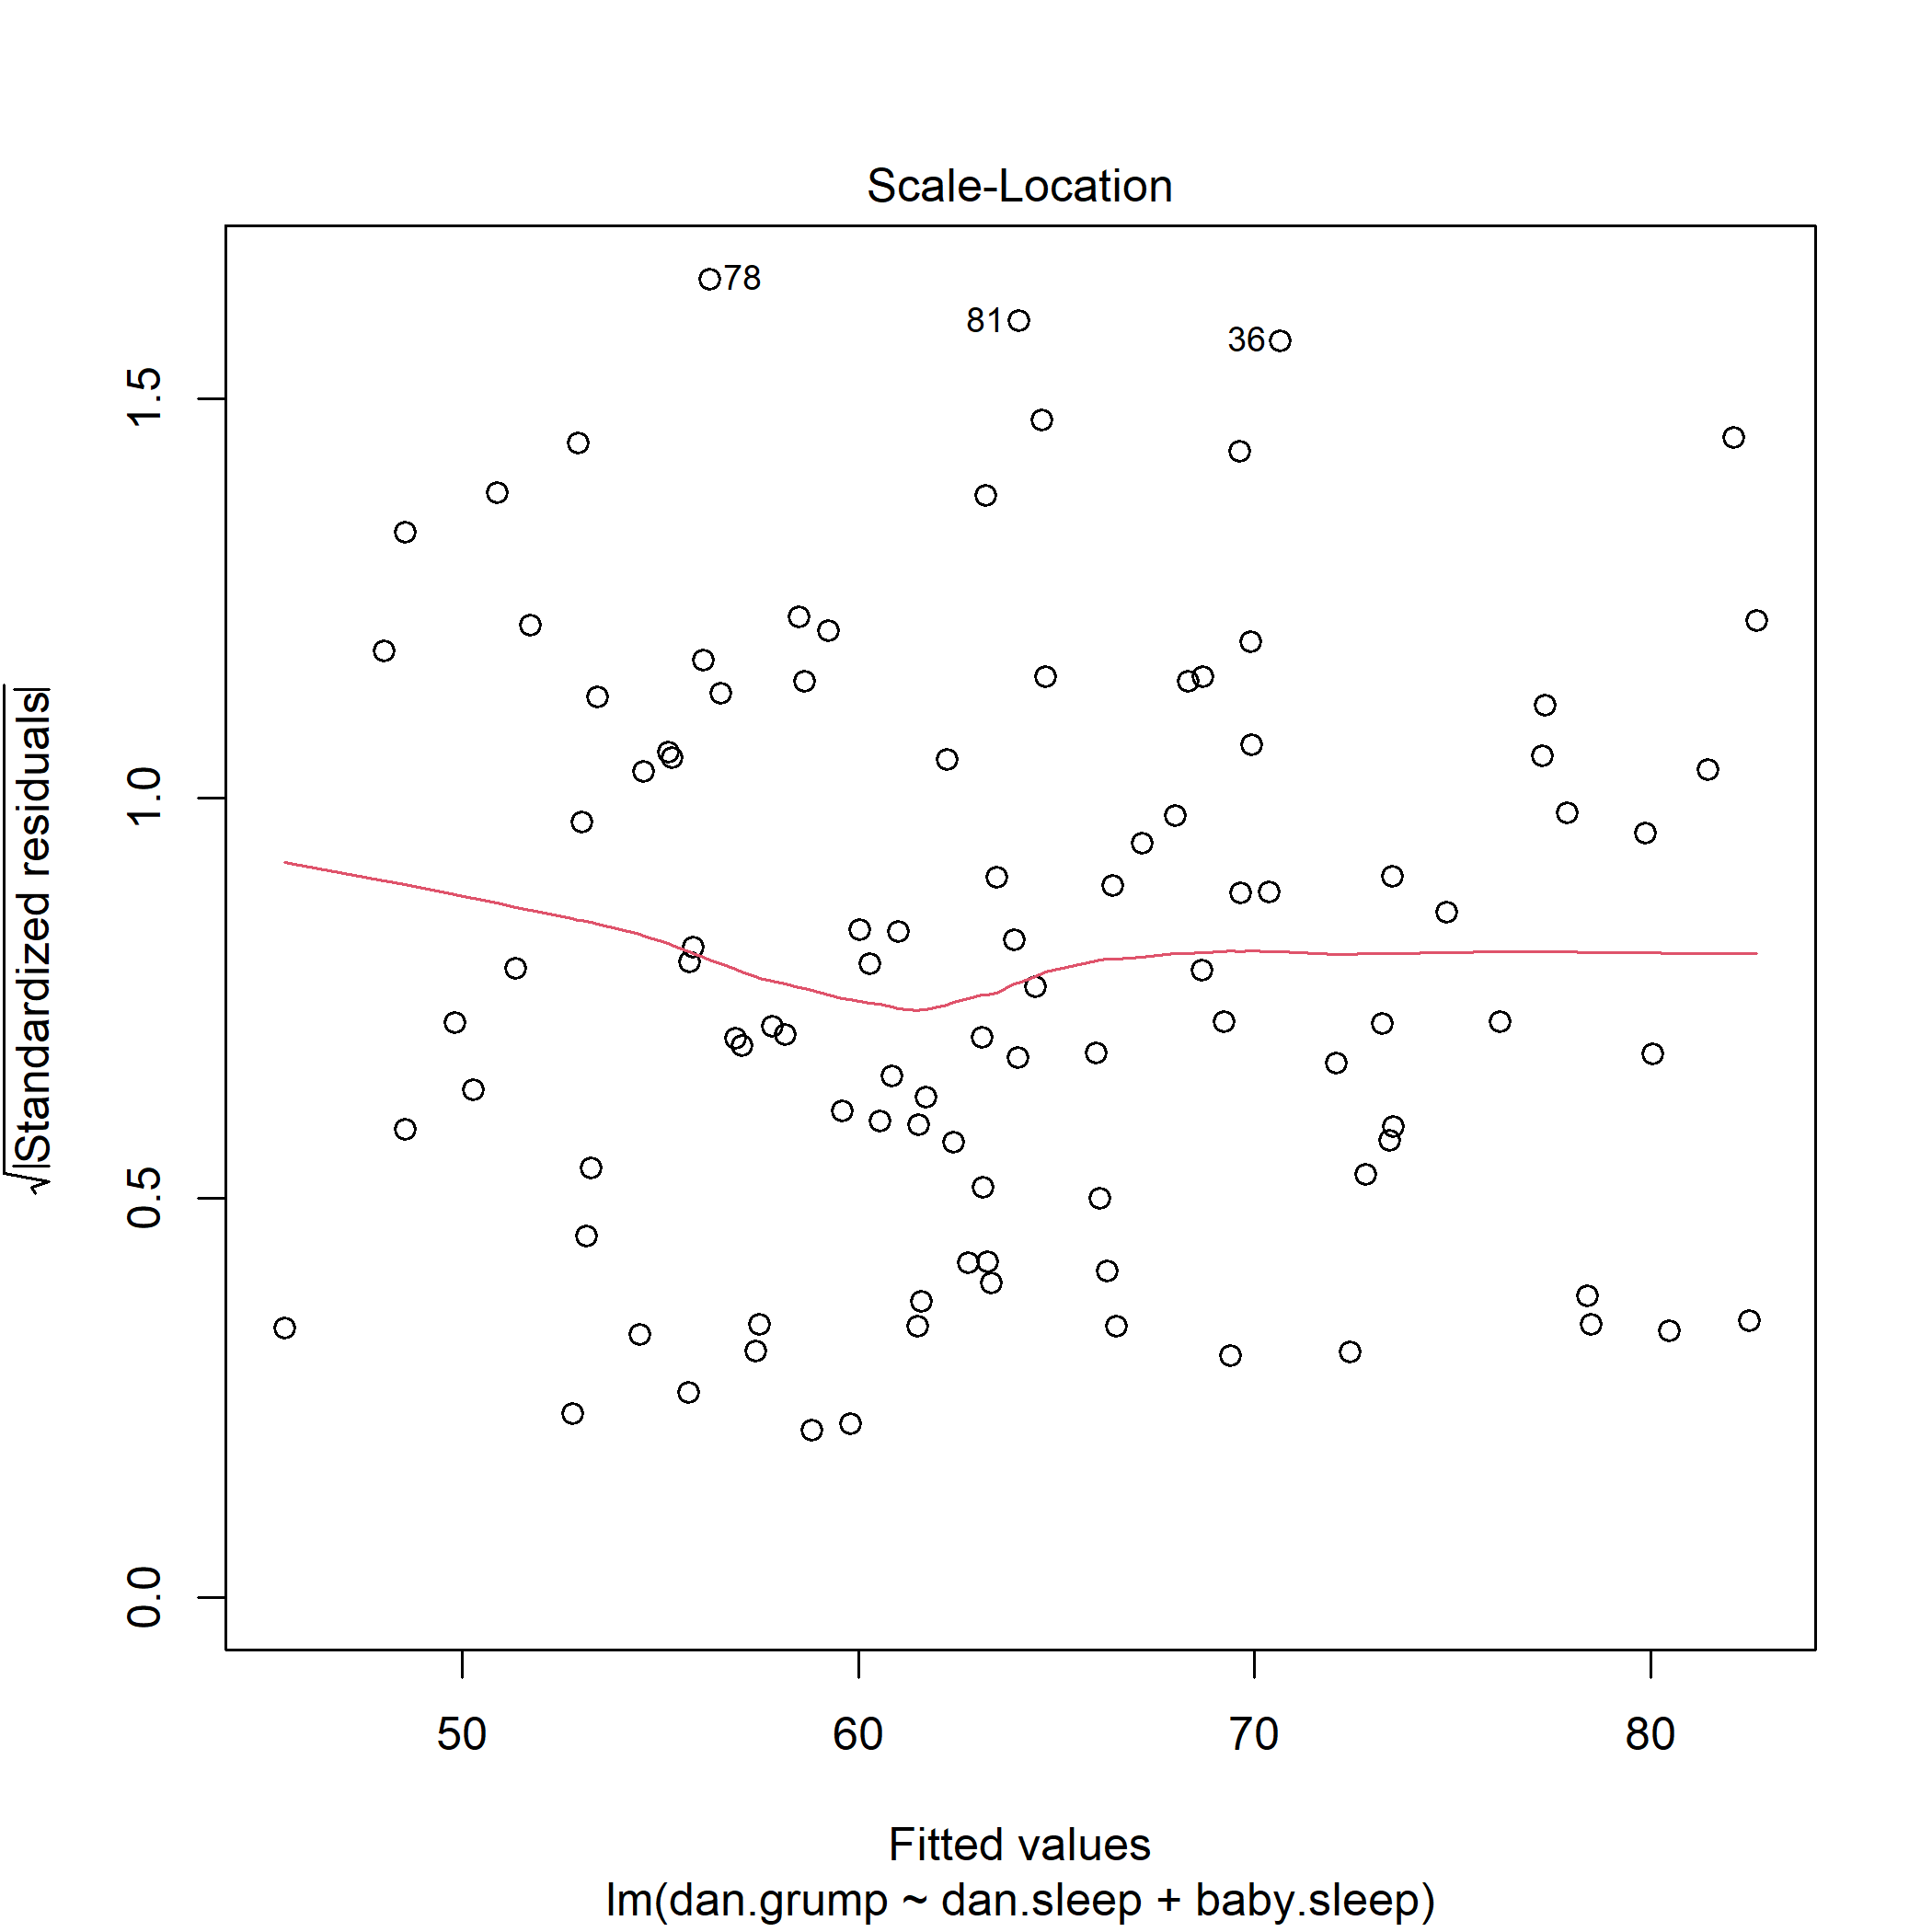 Scale-Location
78
81
36
1.5
1.0
0.5
0.0
√|Standardized residuals|
50 60 70 80
Fitted values
lm(dan.grump ~ dan.sleep + baby.sleep)